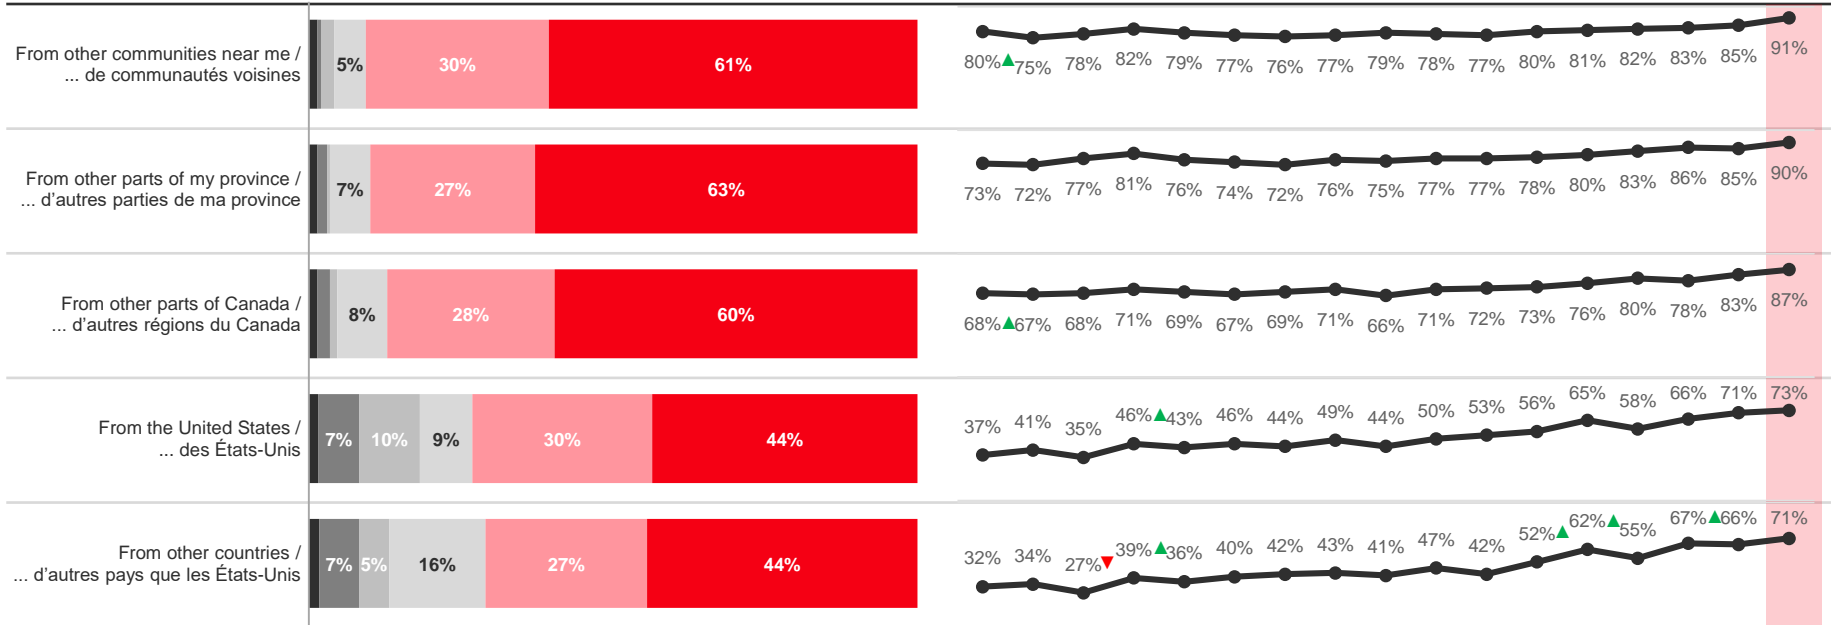 From other communities near me /
... de communautés voisines
5% 30% 61%
80% 75% 78% 82% 79% 77% 76% 77% 79% 78% 77% 80% 81% 82% 83% 85% 91%
From other parts of my province /
... d'autres parties de ma province
7% 27% 63%
73% 72% 77% 81% 76% 74% 72% 76% 75% 77% 77% 78% 80% 83% 86% 85% 90%
From other parts of Canada /
... d'autres régions du Canada
8% 28% 60%
68% 67% 68% 71% 69% 67% 69% 71% 66% 71% 72% 73% 76% 80% 78% 83% 87%
From the United States /
... des États-Unis
7% 10% 9% 30% 44%
37% 41% 35% 46% 43% 46% 44% 49% 44% 50% 53% 56% 65% 58% 66% 71% 73%
From other countries /
... d'autres pays que les États-Unis
7% 5% 16% 27% 44%
32% 34% 27% 39% 36% 40% 42% 43% 41% 47% 42% 52% 62% 55% 67% 66% 71%